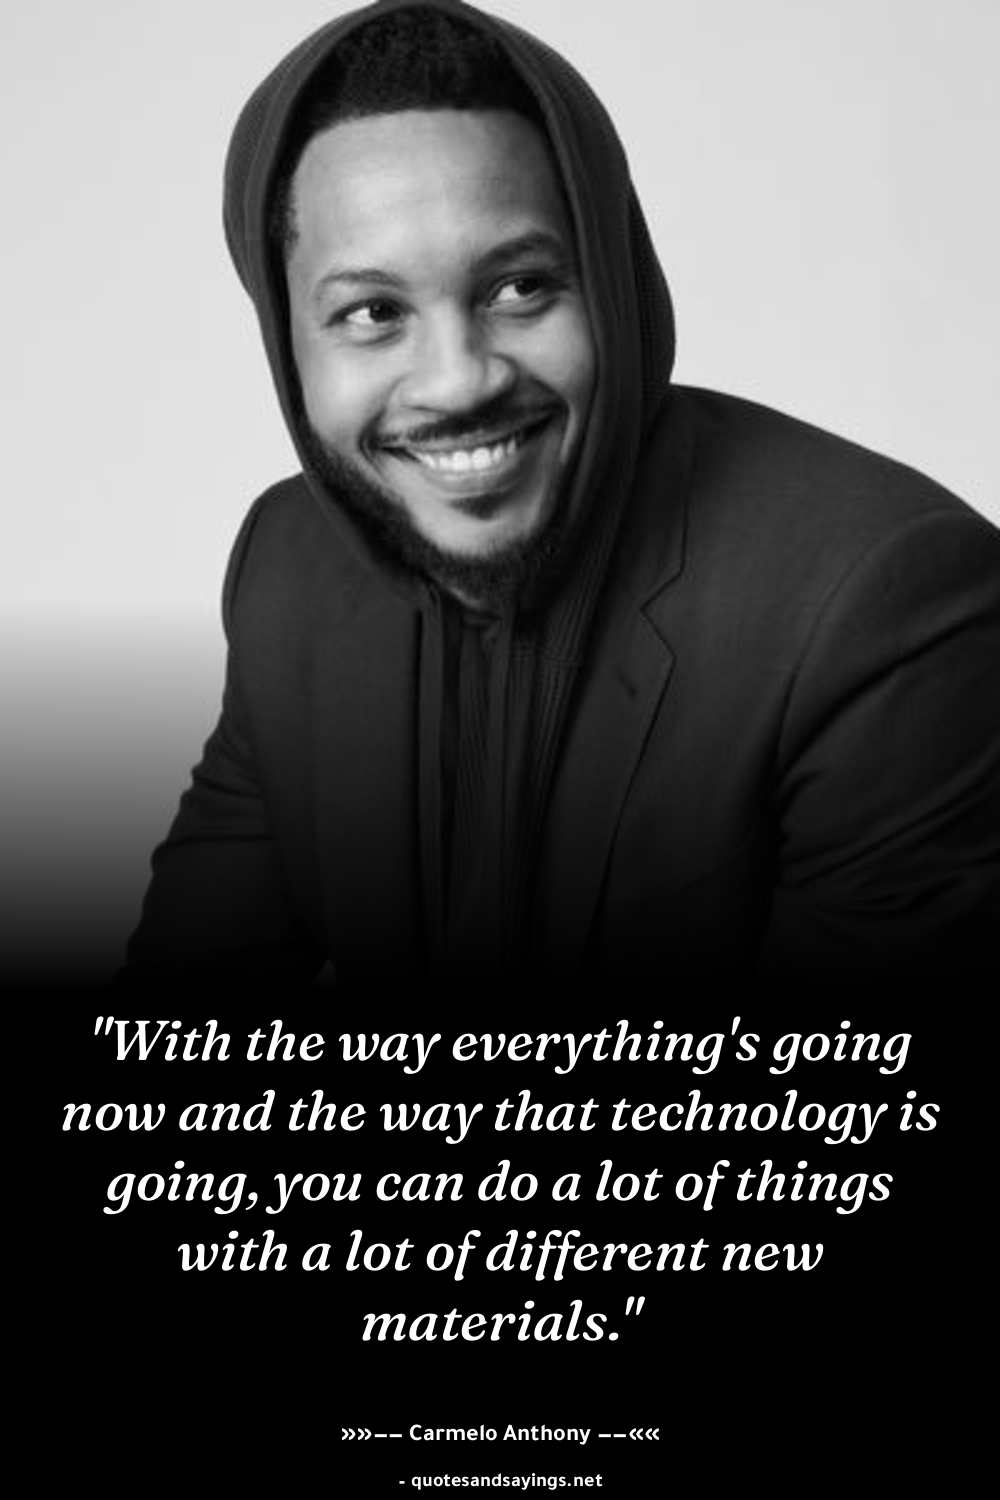 "With the way everything's going
now and the way that technology is
going, you can do a lot of things
with a lot of different new
materials."
»»−− Carmelo Anthony −−««
- quotesandsayings.net